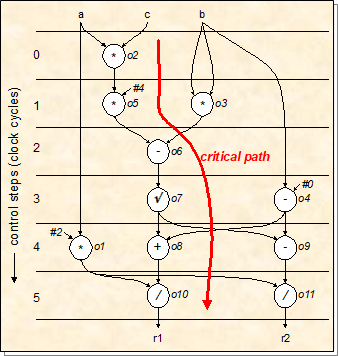 a c b
0
* o2
#4
1
* o5 * o3
2
- o6
critical path
control steps (clock cycles)
#0
3
√ o7 - o4
#2
4
* o1 + o8 - o9
5
/ o10 / o11
r1 r2